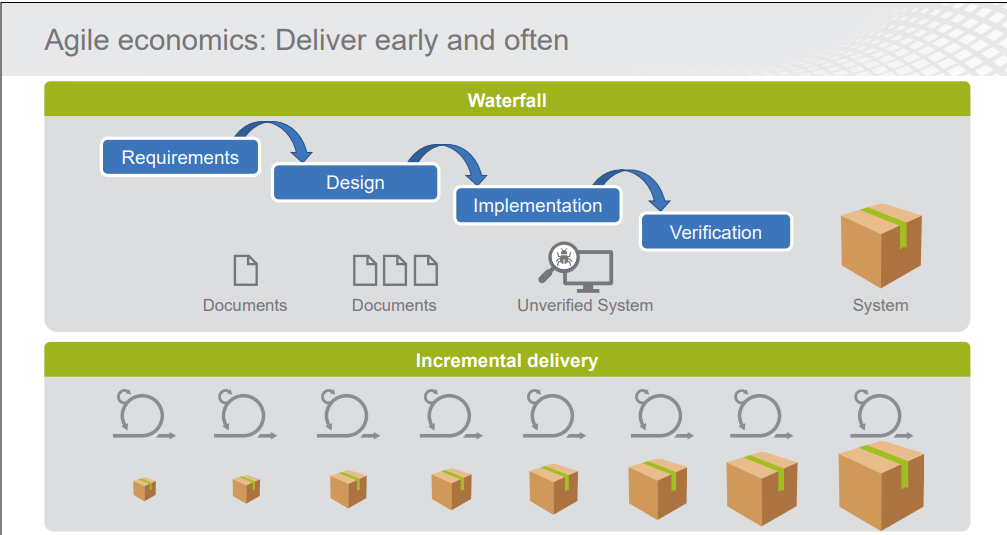 Agile economics: Deliver early and often
Waterfall
Requirements
Design
Implementation
Verification
Documents
Documents
Unverified System
System
Incremental delivery